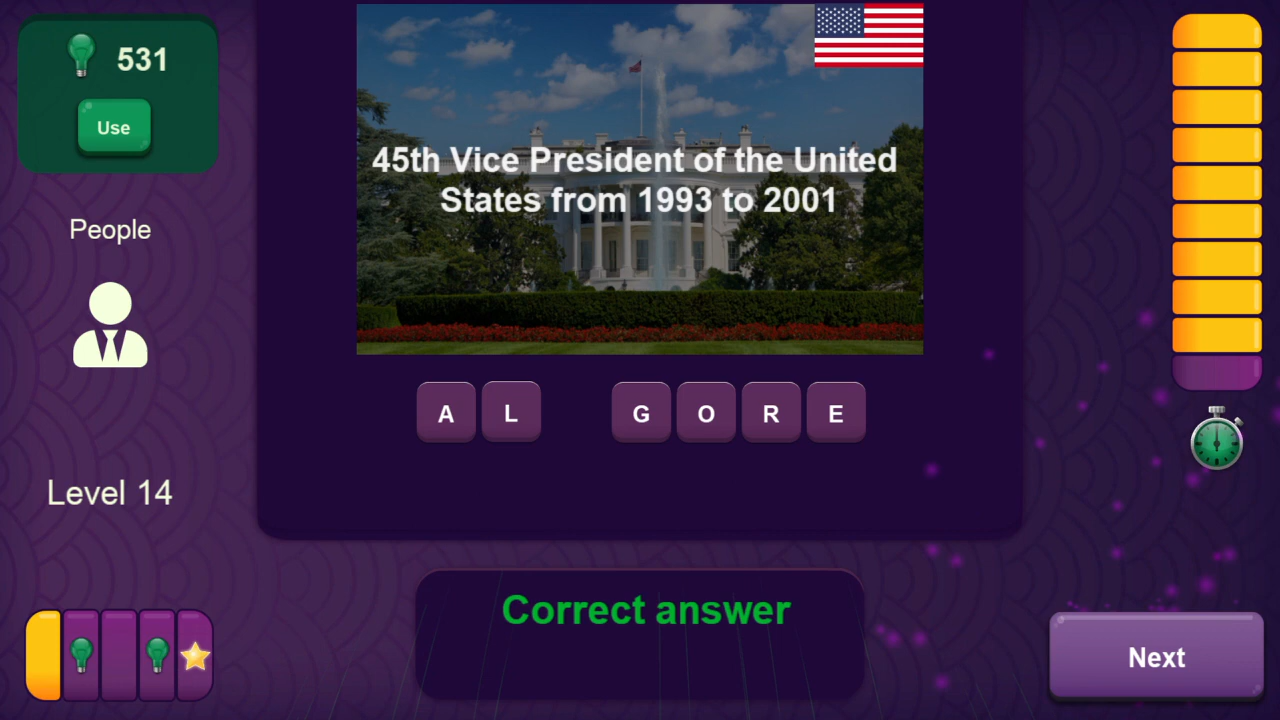 531
Use
People
Level 14
45th Vice President of the United
States from 1993 to 2001
A L G O R E
Correct answer
Next